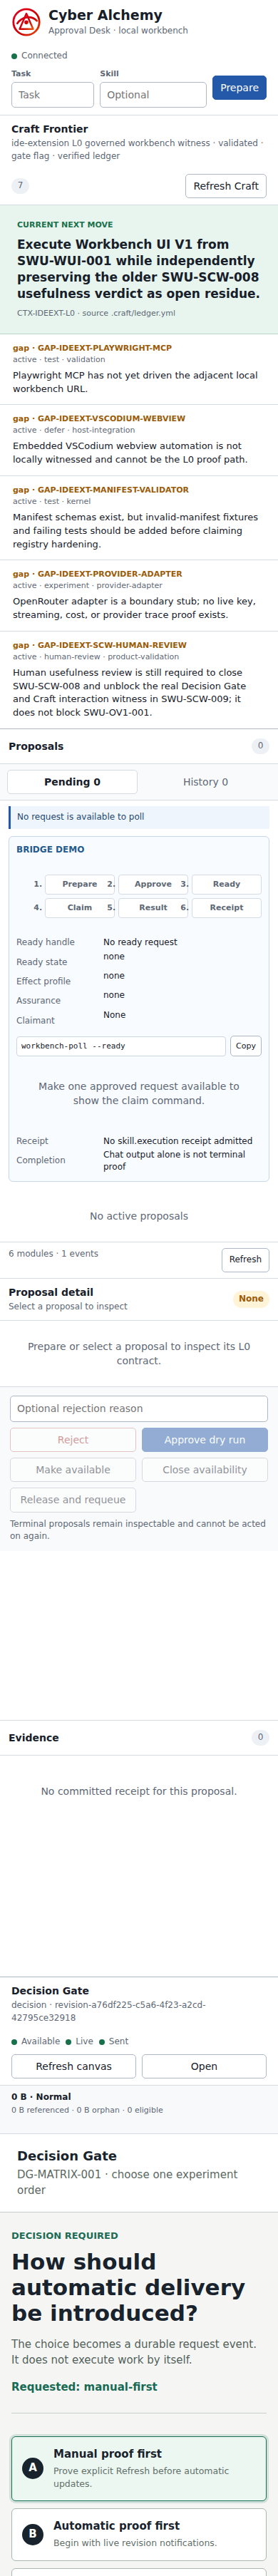 Cyber Alchemy
Approval Desk · local workbench
Connected
Task
Skill
Task
Optional
Prepare
Craft Frontier
ide-extension L0 governed workbench witness · validated ·
gate flag · verified ledger
7
Refresh Craft
CURRENT NEXT MOVE
Execute Workbench UI V1 from
SWU-WUI-001 while independently
preserving the older SWU-SCW-008
usefulness verdict as open residue.
CTX-IDEEXT-L0 · source .craft/ledger.yml
gap · GAP-IDEEXT-PLAYWRIGHT-MCP
active · test · validation
Playwright MCP has not yet driven the adjacent local
workbench URL.
gap · GAP-IDEEXT-VSCODIUM-WEBVIEW
active · defer · host-integration
Embedded VSCodium webview automation is not
locally witnessed and cannot be the L0 proof path.
gap · GAP-IDEEXT-MANIFEST-VALIDATOR
active · test · kernel
Manifest schemas exist, but invalid-manifest fixtures
and failing tests should be added before claiming
registry hardening.
gap · GAP-IDEEXT-PROVIDER-ADAPTER
active · experiment · provider-adapter
OpenRouter adapter is a boundary stub; no live key,
streaming, cost, or provider trace proof exists.
gap · GAP-IDEEXT-SCW-HUMAN-REVIEW
active · human-review · product-validation
Human usefulness review is still required to close
SWU-SCW-008 and unblock the real Decision Gate
and Craft interaction witness in SWU-SCW-009; it
does not block SWU-OV1-001.
Proposals
0
Pending 0
History 0
No request is available to poll
BRIDGE DEMO
1. Prepare
2. Approve
3. Ready
4. Claim
5. Result
6. Receipt
Ready handle
No ready request
Ready state
none
Effect profile
none
Assurance
none
Claimant
None
workbench-poll --ready
Copy
Make one approved request available to
show the claim command.
Receipt
No skill.execution receipt admitted
Completion
Chat output alone is not terminal
proof
No active proposals
6 modules · 1 events
Refresh
Proposal detail
Select a proposal to inspect
None
Prepare or select a proposal to inspect its L0
contract.
Optional rejection reason
Reject
Approve dry run
Make available
Close availability
Release and requeue
Terminal proposals remain inspectable and cannot be acted
on again.
Evidence
0
No committed receipt for this proposal.
Decision Gate
decision · revision-a76df225-c5a6-4f23-a2cd-
42795ce32918
Available
Live
Sent
Refresh canvas
Open
0 B · Normal
0 B referenced · 0 B orphan · 0 eligible
Decision Gate
DG-MATRIX-001 · choose one experiment
order
DECISION REQUIRED
How should
automatic delivery
be introduced?
The choice becomes a durable request event.
It does not execute work by itself.
Requested: manual-first
A
Manual proof first
Prove explicit Refresh before automatic
updates.
B
Automatic proof first
Begin with live revision notifications.